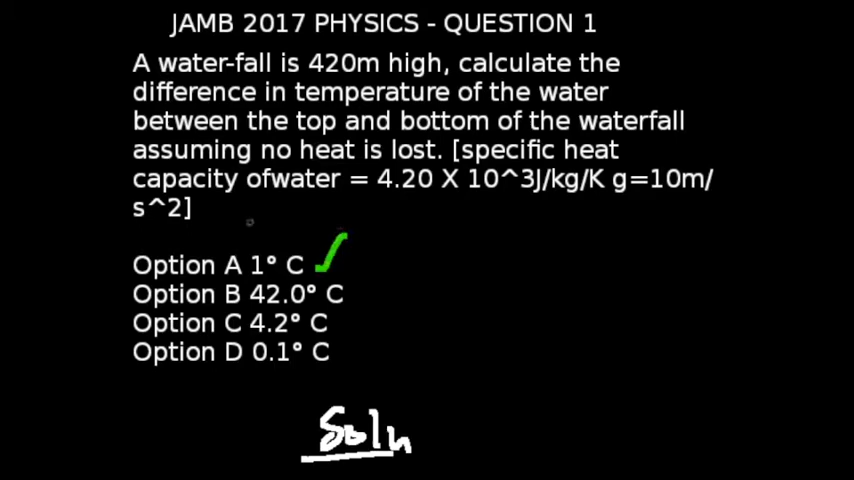 JAMB 2017 PHYSICS - QUESTION 1
A water-fall is 420m high, calculate the
difference in temperature of the water
between the top and bottom of the waterfall
assuming no heat is lost. [specific heat
capacity ofwater = 4.20 X 10^3J/kg/K g=10m/
s^2]
Option A 1° C
Option B 42.0° C
Option C 4.2° C
Option D 0.1° C
Soln